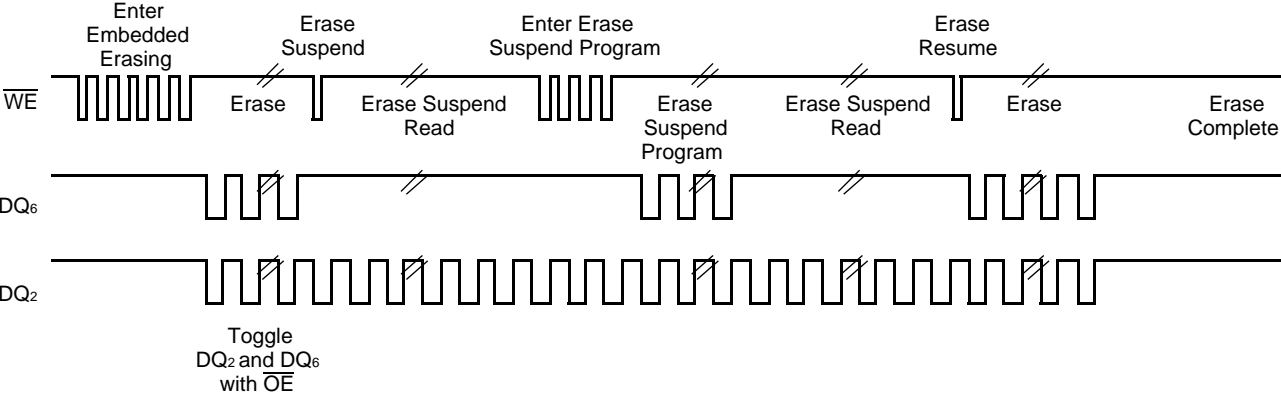 Enter
Embedded
Erasing
Erase
Suspend
Enter Erase
Suspend Program
Erase
Resume
WE
Erase
Erase Suspend
Read
Erase
Suspend
Program
Erase Suspend
Read
Erase
Erase
Complete
DQ6
DQ2
Toggle
DQ2 and DQ6
with OE